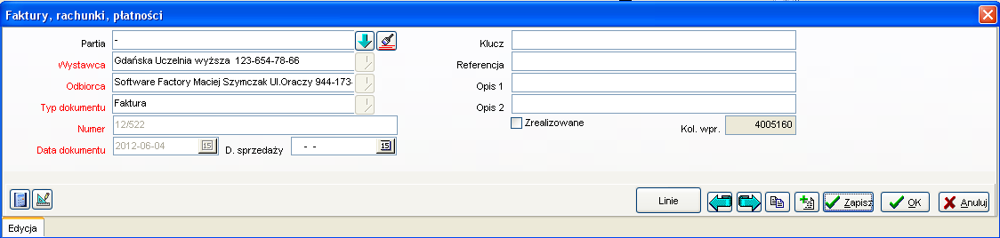 Faktury, rachunki, płatności
Partia -
Wystawca Gdańska Uczelnia wyższa 123-654-78-66
Odbiorca Software Factory Maciej Szymczak Ul.Oraczy 944-173-
Typ dokumentu Faktura
Numer 12/522
Data dokumentu 2012-06-04 15 D. sprzedaży - - 15
Klucz
Referencja
Opis 1
Opis 2
Zrealizowane Kol. wpr. 4005160
Linie Zapisz OK Anuluj
Edycja